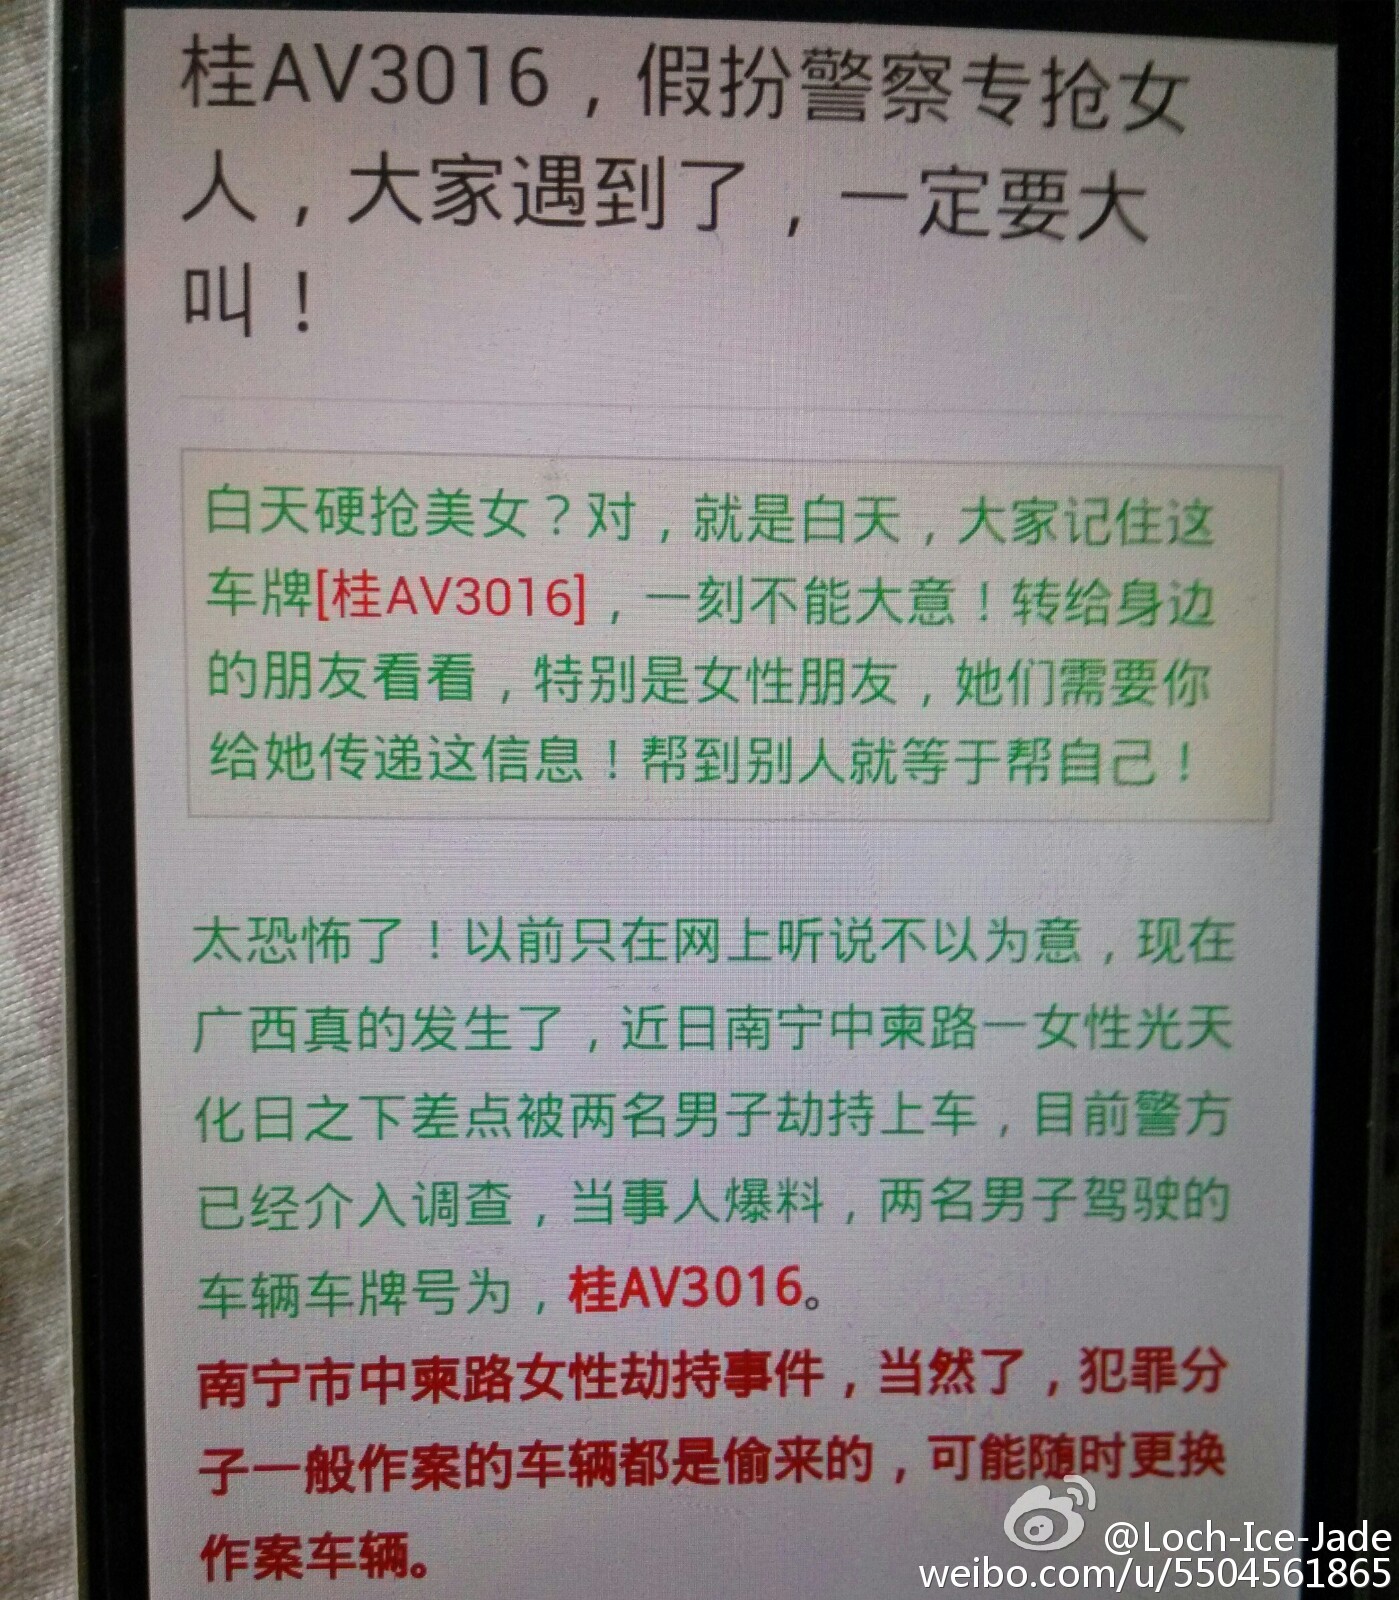 桂AV3016，假扮警察专抢女
人，大家遇到了，一定要大
叫！
白天硬抢美女？对，就是白天，大家记住这
车牌[桂AV3016]，一刻不能大意！转给身边
的朋友看看，特别是女性朋友，她们需要你
给她传递这信息！帮到别人就等于帮自己！
太恐怖了！以前只在网上听说不以为意，现在
广西真的发生了，近日南宁中柬路一女性光天
化日之下差点被两名男子劫持上车，目前警方
已经介入调查，当事人爆料，两名男子驾驶的
车辆车牌号为，桂AV3016。
南宁市中柬路女性劫持事件，当然了，犯罪分
子一般作案的车辆都是偷来的，可能随时更换
作案车辆。
@Loch-Ice-Jade
weibo.com/u/5504561865